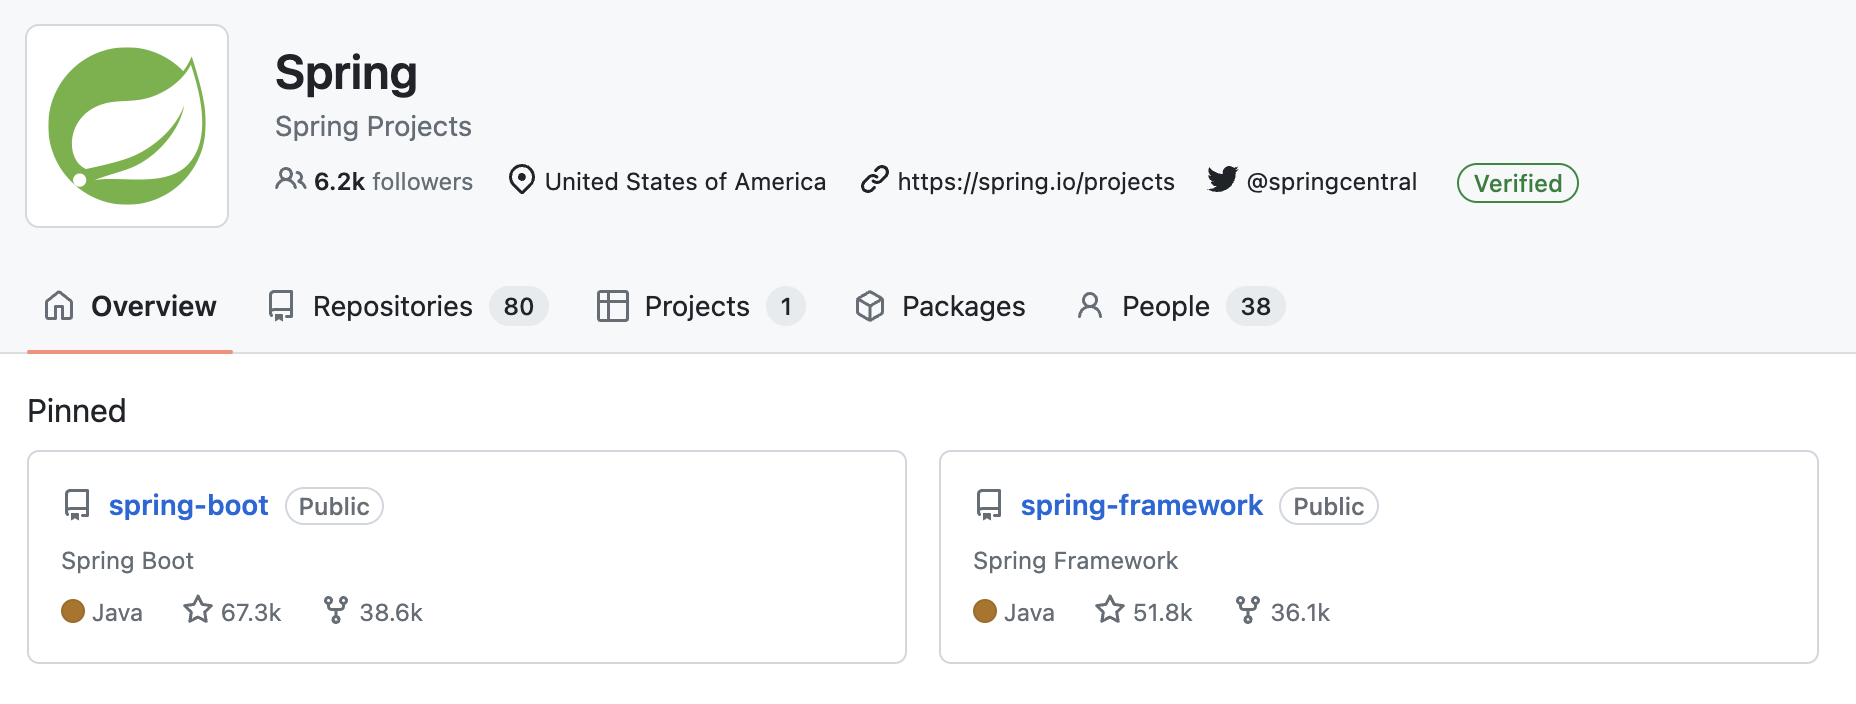 Spring
Spring Projects
6.2k followers United States of America https://spring.io/projects @springcentral Verified
Overview Repositories 80 Projects 1 Packages People 38
Pinned
spring-boot Public
Spring Boot
Java 67.3k 38.6k
spring-framework Public
Spring Framework
Java 51.8k 36.1k